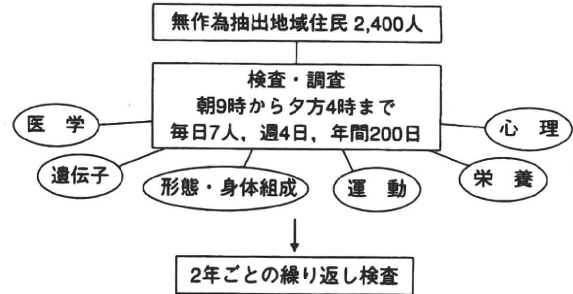 無作為抽出地域住民 2,400人
検査・調査
朝9時から夕方4時まで
毎日7人，週4日，年間200日
医　学
心　理
遺伝子
形態・身体組成
運　動
栄　養
2年ごとの繰り返し検査